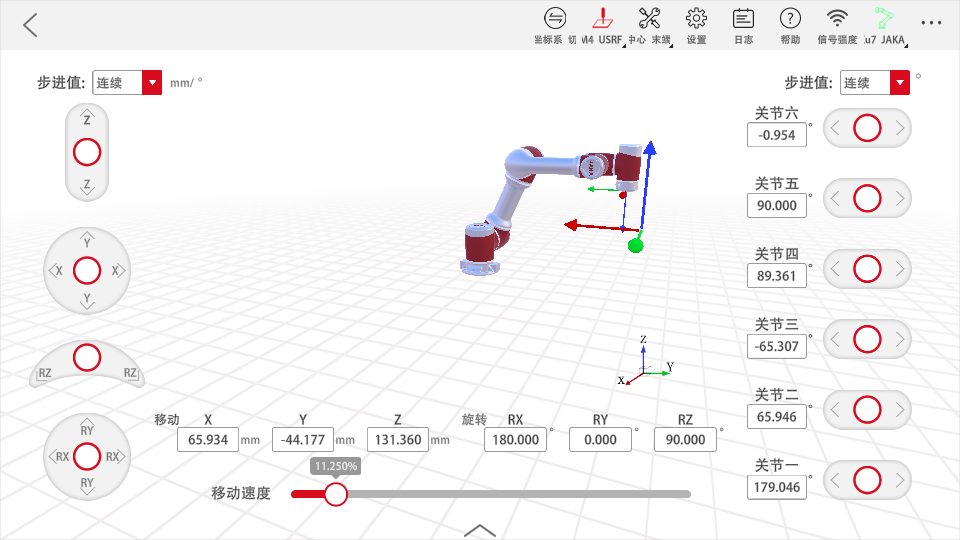 坐标系 切 M4 USRF 中心 末端 设置 日志 帮助 信号强度 JAKA
步进值: 连续 mm/ °
步进值: 连续 °
Z
Z
Y
X X
Y
RZ RZ
RY
RX RX
RY
关节六
-0.954 °
关节五
90.000 °
关节四
89.361 °
关节三
-65.307 °
关节二
65.946 °
关节一
179.046 °
Z
Y
X
移动 X Y Z 旋转 RX RY RZ
65.934 mm -44.177 mm 131.360 mm 180.000 ° 0.000 ° 90.000 °
11.250%
移动速度